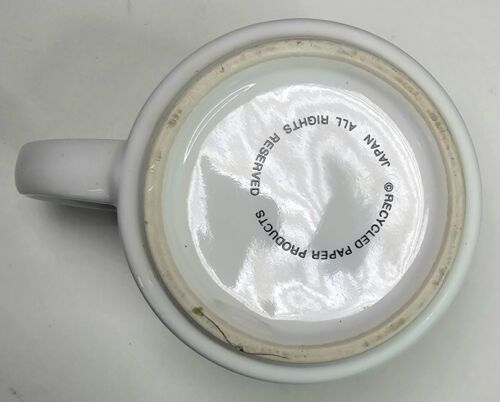 ©RECYCLED PAPER PRODUCTS
ALL RIGHTS RESERVED
JAPAN